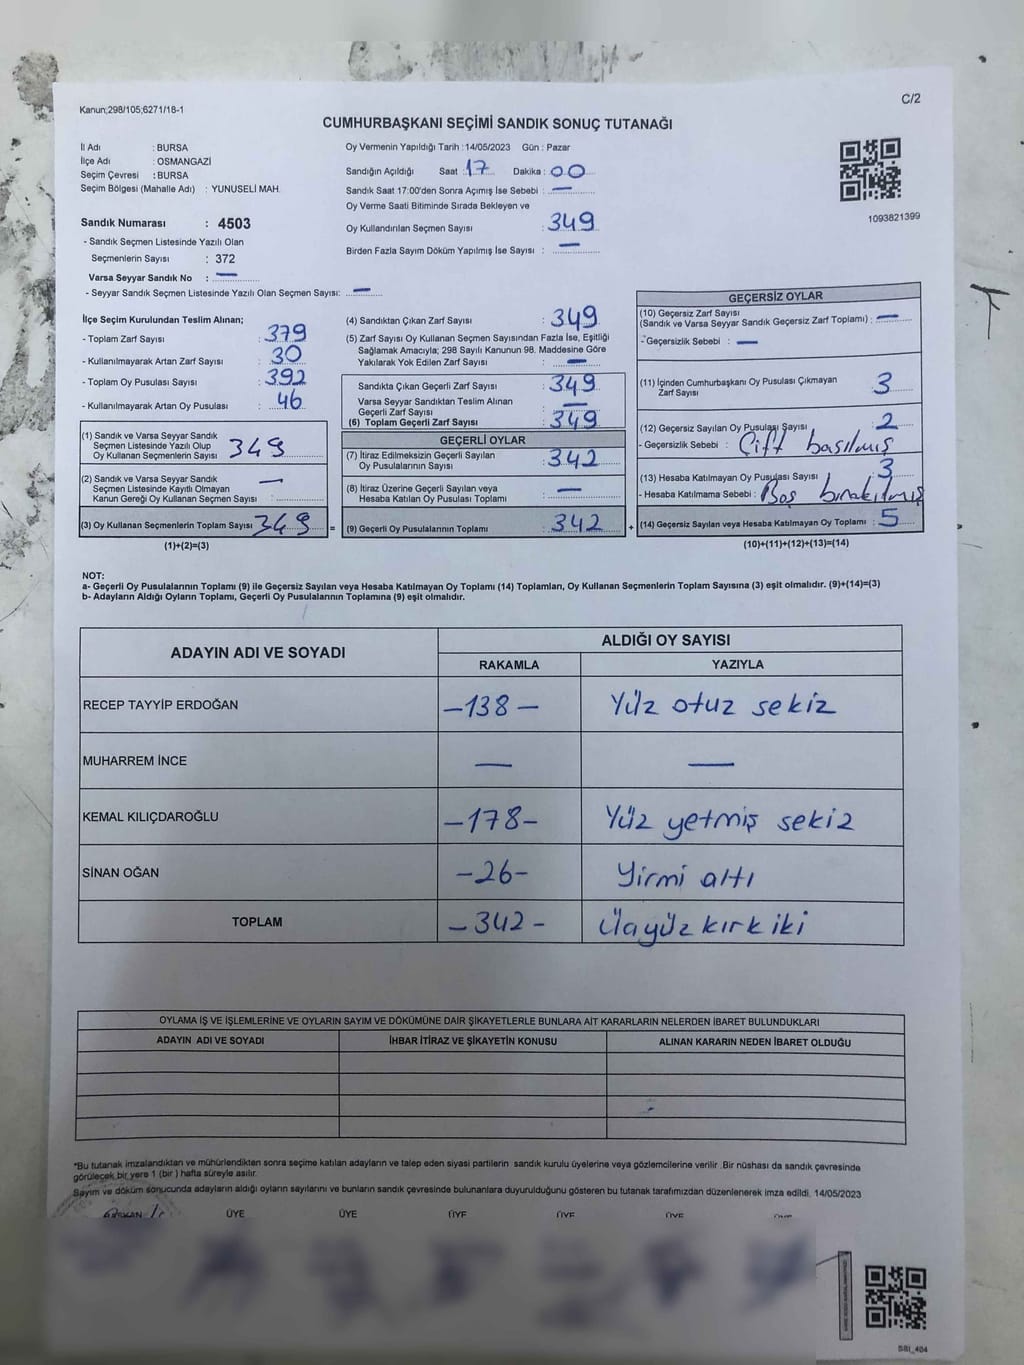 Kanun;298/105;6271/18-1
C/2
CUMHURBAŞKANI SEÇİMİ SANDIK SONUÇ TUTANAĞI
İl Adı : BURSA
İlçe Adı : OSMANGAZİ
Seçim Çevresi : BURSA
Seçim Bölgesi (Mahalle Adı) : YUNUSELİ MAH.
Oy Vermenin Yapıldığı Tarih : 14/05/2023 Gün : Pazar
Sandığın Açıldığı Saat : 17 Dakika : 00
Sandık Saat 17:00'den Sonra Açımış İse Sebebi : —
Oy Verme Saati Bitiminde Sırada Bekleyen ve
Oy Kullandırılan Seçmen Sayısı : 349
Birden Fazla Sayım Döküm Yapılmış İse Sayısı : —
1093821399
Sandık Numarası : 4503
- Sandık Seçmen Listesinde Yazılı Olan
Seçmenlerin Sayısı : 372
Varsa Seyyar Sandık No : —
- Seyyar Sandık Seçmen Listesinde Yazılı Olan Seçmen Sayısı: —
İlçe Seçim Kurulundan Teslim Alınan;
- Toplam Zarf Sayısı : 379
- Kullanılmayarak Artan Zarf Sayısı : 30
- Toplam Oy Pusulası Sayısı : 392
- Kullanılmayarak Artan Oy Pusulası : 46
(1) Sandık ve Varsa Seyyar Sandık
Seçmen Listesinde Yazılı Olup
Oy Kullanan Seçmenlerin Sayısı : 349
(2) Sandık ve Varsa Seyyar Sandık
Seçmen Listesinde Kayıtlı Olmayan
Kanun Gereği Oy Kullanan Seçmen Sayısı : —
(3) Oy Kullanan Seçmenlerin Toplam Sayısı : 349
(1)+(2)=(3)
(4) Sandıktan Çıkan Zarf Sayısı : 349
(5) Zarf Sayısı Oy Kullanan Seçmen Sayısından Fazla İse, Eşitliği
Sağlamak Amacıyla; 298 Sayılı Kanunun 98. Maddesine Göre
Yakılarak Yok Edilen Zarf Sayısı : —
Sandıkta Çıkan Geçerli Zarf Sayısı : 349
Varsa Seyyar Sandıktan Teslim Alınan
Geçerli Zarf Sayısı : —
(6) Toplam Geçerli Zarf Sayısı : 349
GEÇERLİ OYLAR
(7) İtiraz Edilmeksizin Geçerli Sayılan
Oy Pusulalarının Sayısı : 342
(8) İtiraz Üzerine Geçerli Sayılan veya
Hesaba Katılan Oy Pusulası Toplamı : —
= (9) Geçerli Oy Pusulalarının Toplamı : 342 +
GEÇERSİZ OYLAR
(10) Geçersiz Zarf Sayısı
(Sandık ve Varsa Seyyar Sandık Geçersiz Zarf Toplamı) : —
- Geçersizlik Sebebi : —
(11) İçinden Cumhurbaşkanı Oy Pusulası Çıkmayan
Zarf Sayısı 3
(12) Geçersiz Sayılan Oy Pusulası Sayısı : 2
- Geçersizlik Sebebi : Çift basılmış
(13) Hesaba Katılmayan Oy Pusulası Sayısı : 3
- Hesaba Katılmama Sebebi : Boş bırakılmış
(14) Geçersiz Sayılan veya Hesaba Katılmayan Oy Toplamı : 5
(10)+(11)+(12)+(13)=(14)
NOT:
a- Geçerli Oy Pusulalarının Toplamı (9) ile Geçersiz Sayılan veya Hesaba Katılmayan Oy Toplamı (14) Toplamları, Oy Kullanan Seçmenlerin Toplam Sayısına (3) eşit olmalıdır. (9)+(14)=(3)
b- Adayların Aldığı Oyların Toplamı, Geçerli Oy Pusulalarının Toplamına (9) eşit olmalıdır.
ADAYIN ADI VE SOYADI ALDIĞI OY SAYISI
RAKAMLA YAZIYLA
RECEP TAYYİP ERDOĞAN -138- Yüz otuz sekiz
MUHARREM İNCE — —
KEMAL KILIÇDAROĞLU -178- Yüz yetmiş sekiz
SİNAN OĞAN -26- Yirmi altı
TOPLAM -342- Üçyüz kırk iki
OYLAMA İŞ VE İŞLEMLERİNE VE OYLARIN SAYIM VE DÖKÜMÜNE DAİR ŞİKAYETLERLE BUNLARA AİT KARARLARIN NELERDEN İBARET BULUNDUKLARI
ADAYIN ADI VE SOYADI İHBAR İTİRAZ VE ŞİKAYETİN KONUSU ALINAN KARARIN NEDEN İBARET OLDUĞU
*Bu tutanak imzalandıktan ve mühürlendikten sonra seçime katılan adayların ve talep eden siyasi partilerin sandık kurulu üyelerine veya gözlemcilerine verilir .Bir nüshası da sandık çevresinde
görülecek bir yere 1 (bir ) hafta süreyle asılır.
Sayım ve döküm sonucunda adayların aldığı oyların sayılarını ve bunların sandık çevresinde bulunanlara duyurulduğunu gösteren bu tutanak tarafımızdan düzenlenerek imza edildi. 14/05/2023
ÜYE ÜYE ÜYE ÜYE ÜYE